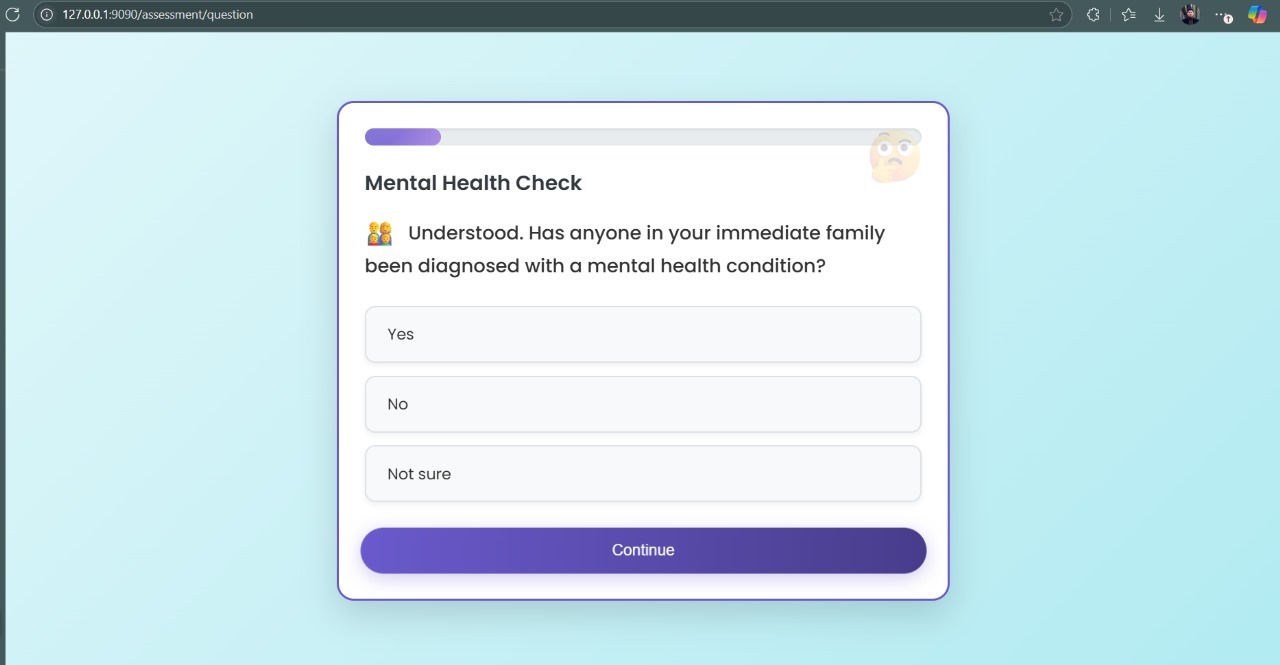 127.0.0.1:9090/assessment/question
Mental Health Check
Understood. Has anyone in your immediate family
been diagnosed with a mental health condition?
Yes
No
Not sure
Continue